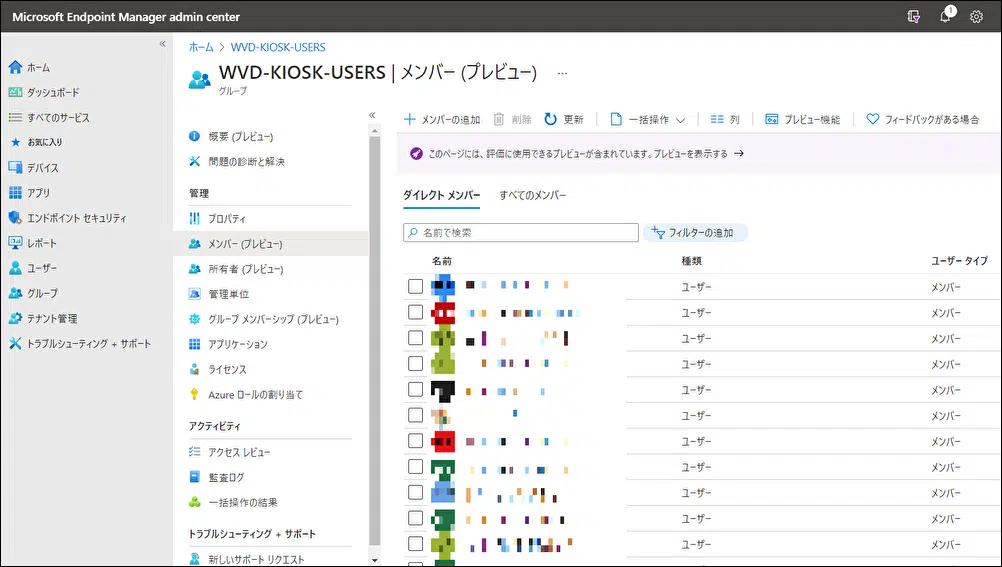 Microsoft Endpoint Manager admin center
1
ホーム
ダッシュボード
すべてのサービス
お気に入り
デバイス
アプリ
エンドポイント セキュリティ
レポート
ユーザー
グループ
テナント管理
トラブルシューティング + サポート
ホーム > WVD-KIOSK-USERS
WVD-KIOSK-USERS | メンバー (プレビュー) …
グループ
概要 (プレビュー)
問題の診断と解決
管理
プロパティ
メンバー (プレビュー)
所有者 (プレビュー)
管理単位
グループ メンバーシップ (プレビュー)
アプリケーション
ライセンス
Azure ロールの割り当て
アクティビティ
アクセス レビュー
監査ログ
一括操作の結果
トラブルシューティング + サポート
新しいサポート リクエスト
メンバーの追加 削除 更新 一括操作 列 プレビュー機能 フィードバックがある場合
このページには、評価に使用できるプレビューが含まれています。プレビューを表示する →
ダイレクト メンバー すべてのメンバー
名前で検索 フィルターの追加
名前 種類 ユーザー タイプ
ユーザー メンバー
ユーザー メンバー
ユーザー メンバー
ユーザー メンバー
ユーザー メンバー
ユーザー メンバー
ユーザー メンバー
ユーザー メンバー
ユーザー メンバー
ユーザー メンバー
ユーザー メンバー